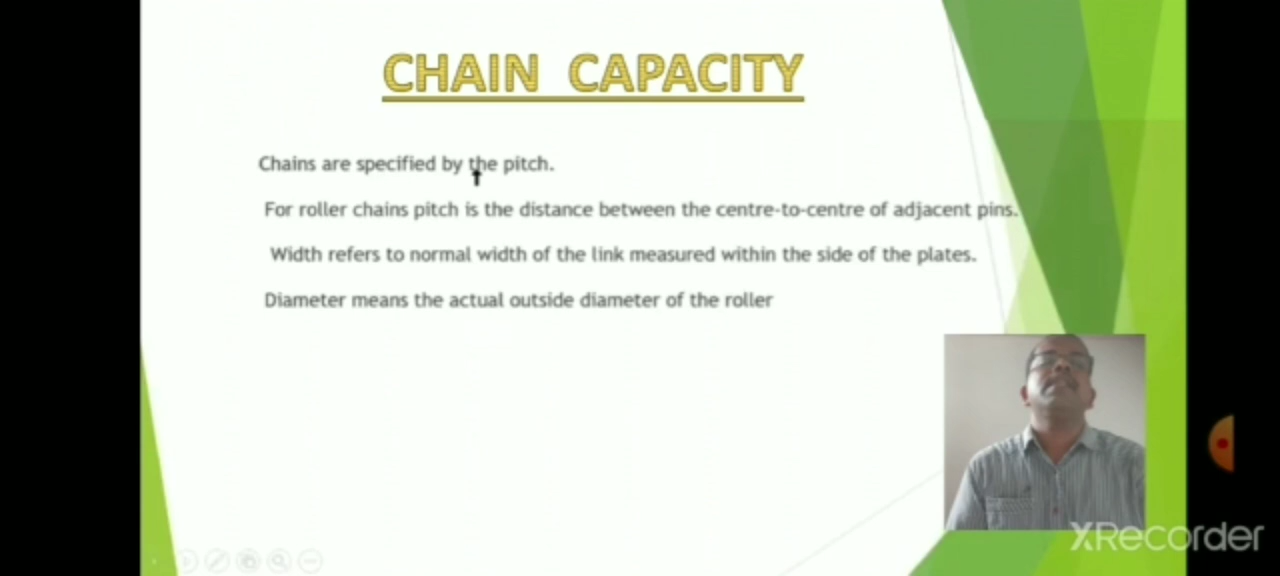 CHAIN CAPACITY
Chains are specified by the pitch.
For roller chains pitch is the distance between the centre-to-centre of adjacent pins.
Width refers to normal width of the link measured within the side of the plates.
Diameter means the actual outside diameter of the roller
XRecorder